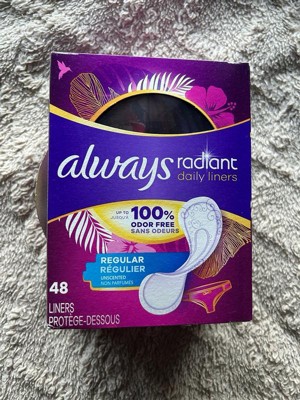 always radiant
daily liners
UP TO
JUSQU'À
100%
ODOR FREE
SANS ODEURS
REGULAR
RÉGULIER
UNSCENTED
NON PARFUMÉS
48
LINERS
PROTÈGE-DESSOUS